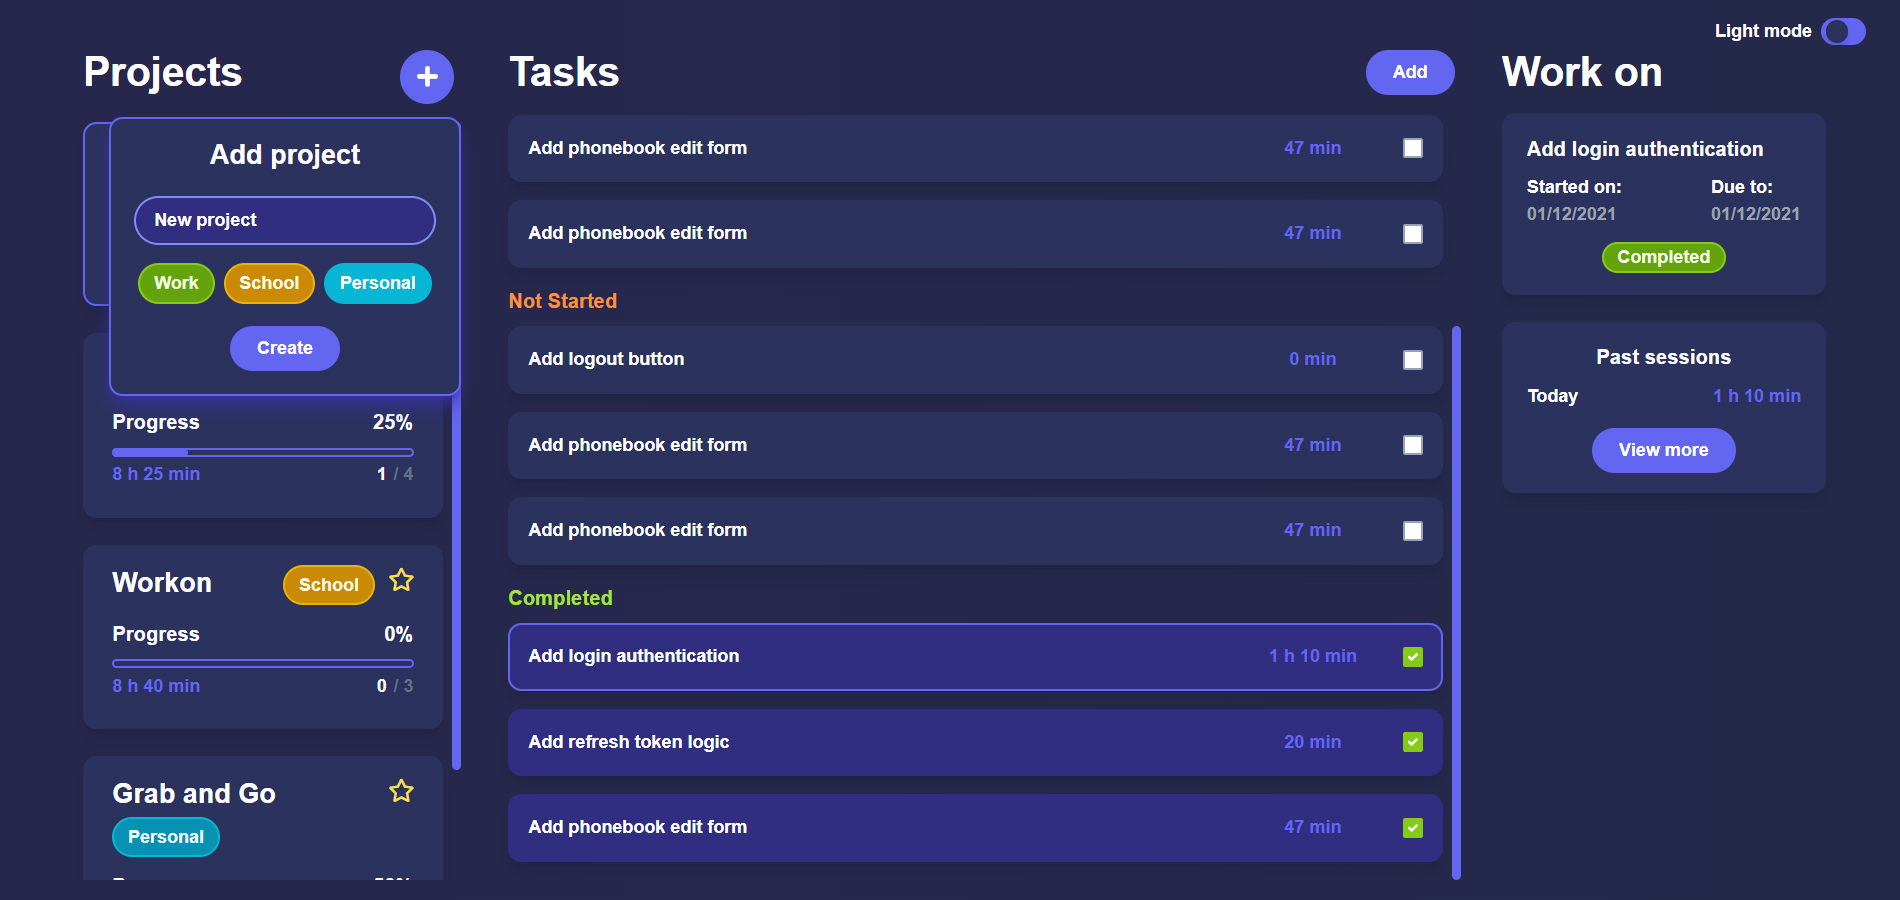 Light mode
Projects
Add project
New project
Work School Personal
Create
Progress 25%
8 h 25 min 1 / 4
Workon School
Progress 0%
8 h 40 min 0 / 3
Grab and Go
Personal
Tasks Add
Add phonebook edit form 47 min
Add phonebook edit form 47 min
Not Started
Add logout button 0 min
Add phonebook edit form 47 min
Add phonebook edit form 47 min
Completed
Add login authentication 1 h 10 min
Add refresh token logic 20 min
Add phonebook edit form 47 min
Work on
Add login authentication
Started on: Due to:
01/12/2021 01/12/2021
Completed
Past sessions
Today 1 h 10 min
View more